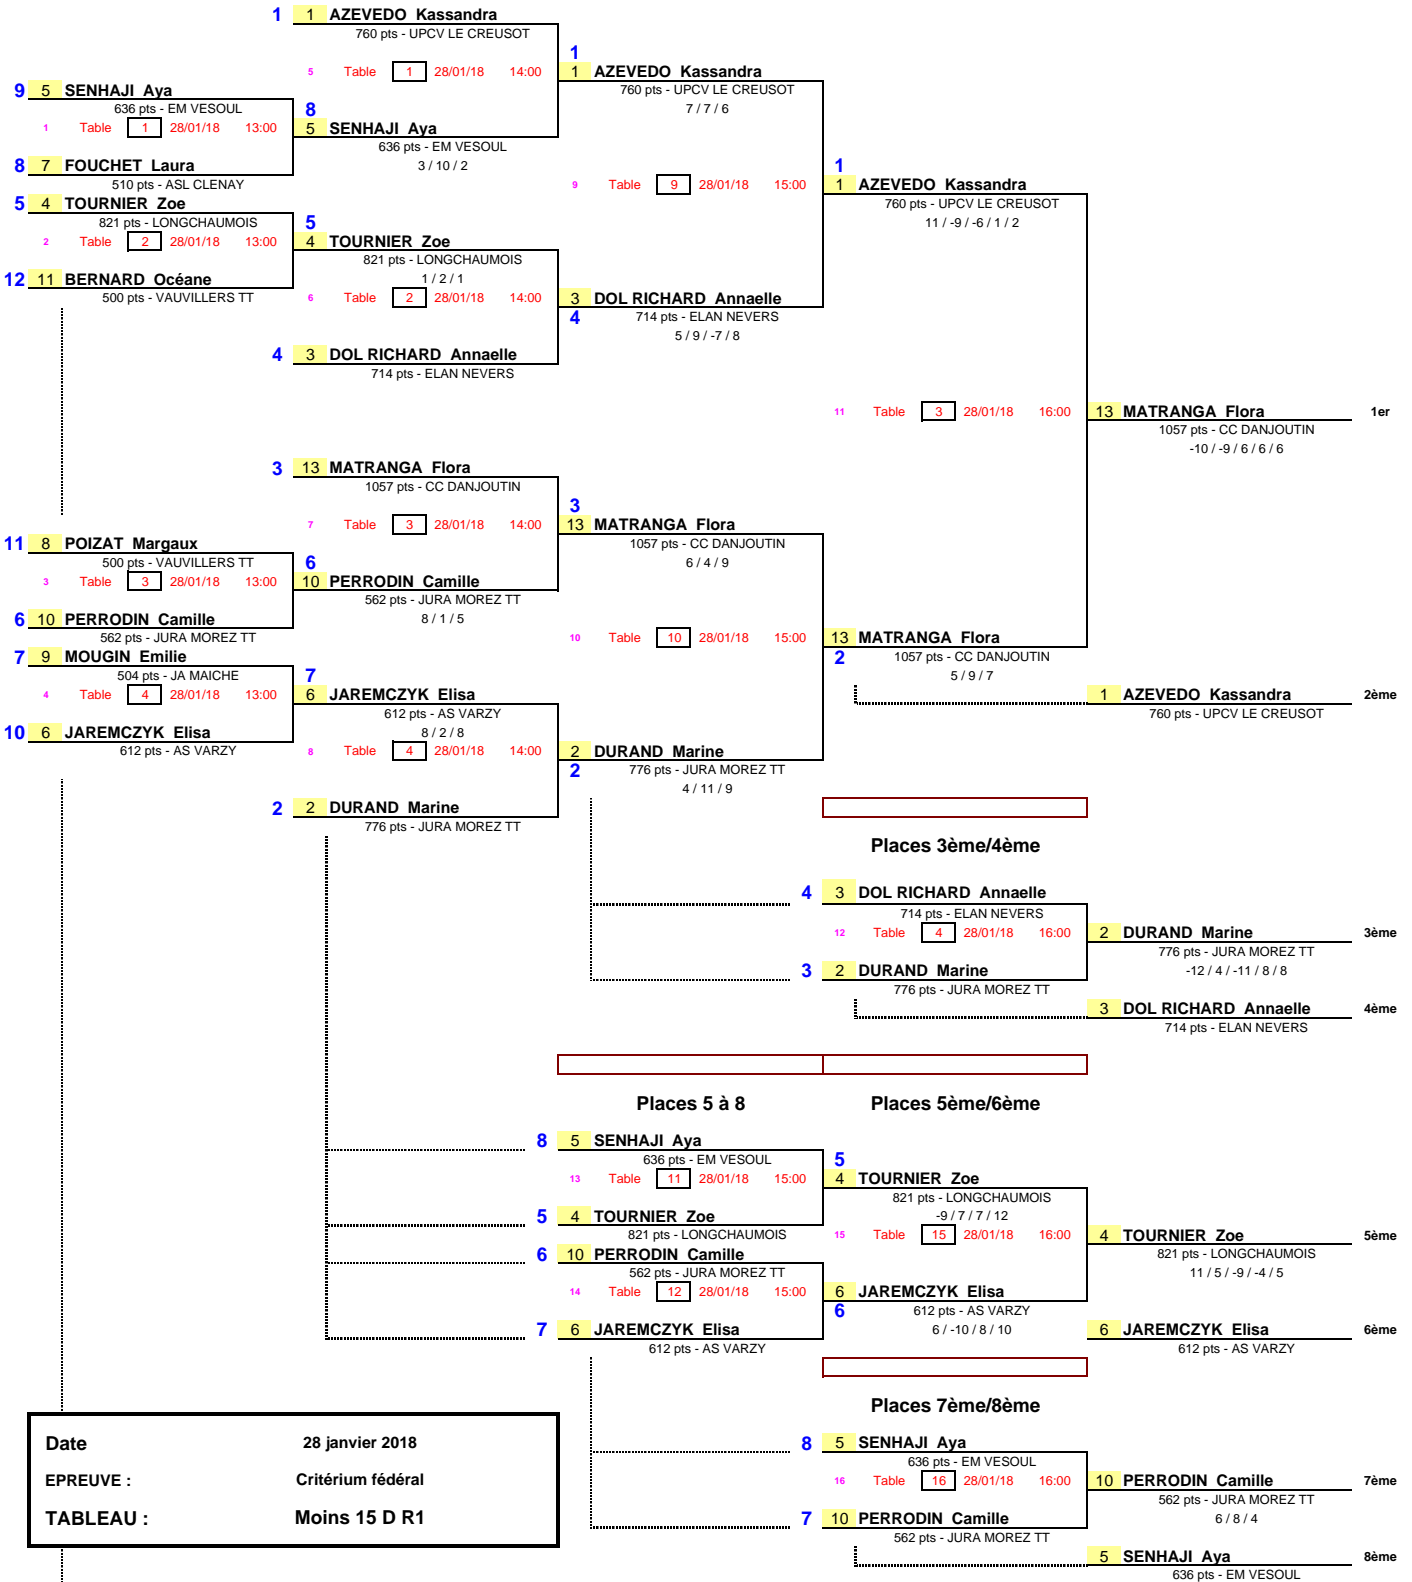 1 1 AZEVEDO Kassandra
760 pts - UPCV LE CREUSOT
5 Table 1 28/01/18 14:00
1
1 AZEVEDO Kassandra
760 pts - UPCV LE CREUSOT
7 / 7 / 6
9 5 SENHAJI Aya
636 pts - EM VESOUL
1 Table 1 28/01/18 13:00
8
5 SENHAJI Aya
636 pts - EM VESOUL
3 / 10 / 2
8 7 FOUCHET Laura
510 pts - ASL CLENAY
9 Table 9 28/01/18 15:00
1
1 AZEVEDO Kassandra
760 pts - UPCV LE CREUSOT
11 / -9 / -6 / 1 / 2
5 4 TOURNIER Zoe
821 pts - LONGCHAUMOIS
2 Table 2 28/01/18 13:00
5
4 TOURNIER Zoe
821 pts - LONGCHAUMOIS
1 / 2 / 1
12 11 BERNARD Océane
500 pts - VAUVILLERS TT
6 Table 2 28/01/18 14:00
3 DOL RICHARD Annaelle
4
714 pts - ELAN NEVERS
5 / 9 / -7 / 8
4 3 DOL RICHARD Annaelle
714 pts - ELAN NEVERS
11 Table 3 28/01/18 16:00
13 MATRANGA Flora 1er
1057 pts - CC DANJOUTIN
-10 / -9 / 6 / 6 / 6
3 13 MATRANGA Flora
1057 pts - CC DANJOUTIN
7 Table 3 28/01/18 14:00
3
13 MATRANGA Flora
1057 pts - CC DANJOUTIN
6 / 4 / 9
11 8 POIZAT Margaux
500 pts - VAUVILLERS TT
3 Table 3 28/01/18 13:00
6
10 PERRODIN Camille
562 pts - JURA MOREZ TT
8 / 1 / 5
6 10 PERRODIN Camille
562 pts - JURA MOREZ TT
10 Table 10 28/01/18 15:00
13 MATRANGA Flora
2
1057 pts - CC DANJOUTIN
5 / 9 / 7
7 9 MOUGIN Emilie
504 pts - JA MAICHE
4 Table 4 28/01/18 13:00
7
6 JAREMCZYK Elisa
612 pts - AS VARZY
8 / 2 / 8
1 AZEVEDO Kassandra 2ème
760 pts - UPCV LE CREUSOT
10 6 JAREMCZYK Elisa
612 pts - AS VARZY
8 Table 4 28/01/18 14:00
2 DURAND Marine
2
776 pts - JURA MOREZ TT
4 / 11 / 9
2 2 DURAND Marine
776 pts - JURA MOREZ TT
Places 3ème/4ème
4 3 DOL RICHARD Annaelle
714 pts - ELAN NEVERS
12 Table 4 28/01/18 16:00
2 DURAND Marine 3ème
776 pts - JURA MOREZ TT
-12 / 4 / -11 / 8 / 8
3 2 DURAND Marine
776 pts - JURA MOREZ TT
3 DOL RICHARD Annaelle 4ème
714 pts - ELAN NEVERS
Places 5 à 8 Places 5ème/6ème
8 5 SENHAJI Aya
636 pts - EM VESOUL
13 Table 11 28/01/18 15:00
5
4 TOURNIER Zoe
821 pts - LONGCHAUMOIS
-9 / 7 / 7 / 12
5 4 TOURNIER Zoe
821 pts - LONGCHAUMOIS
15 Table 15 28/01/18 16:00
4 TOURNIER Zoe 5ème
821 pts - LONGCHAUMOIS
11 / 5 / -9 / -4 / 5
6 10 PERRODIN Camille
562 pts - JURA MOREZ TT
14 Table 12 28/01/18 15:00
6 JAREMCZYK Elisa
6
612 pts - AS VARZY
6 / -10 / 8 / 10
7 6 JAREMCZYK Elisa
612 pts - AS VARZY
6 JAREMCZYK Elisa 6ème
612 pts - AS VARZY
Places 7ème/8ème
8 5 SENHAJI Aya
636 pts - EM VESOUL
16 Table 16 28/01/18 16:00
10 PERRODIN Camille 7ème
562 pts - JURA MOREZ TT
6 / 8 / 4
7 10 PERRODIN Camille
562 pts - JURA MOREZ TT
5 SENHAJI Aya 8ème
636 pts - EM VESOUL
Date 28 janvier 2018
EPREUVE : Critérium fédéral
TABLEAU : Moins 15 D R1